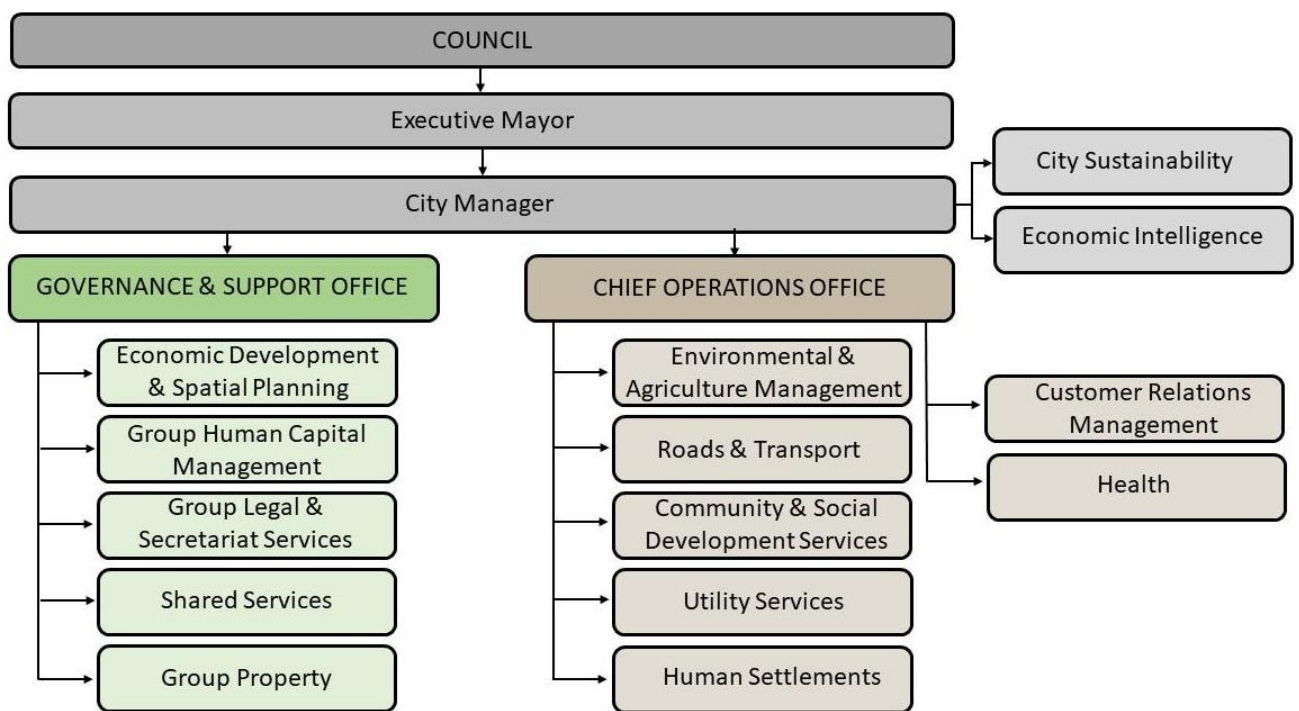 COUNCIL
Executive Mayor
City Manager
City Sustainability
Economic Intelligence
GOVERNANCE & SUPPORT OFFICE
Economic Development
& Spatial Planning
Group Human Capital
Management
Group Legal &
Secretariat Services
Shared Services
Group Property
CHIEF OPERATIONS OFFICE
Environmental &
Agriculture Management
Roads & Transport
Community & Social
Development Services
Utility Services
Human Settlements
Customer Relations
Management
Health